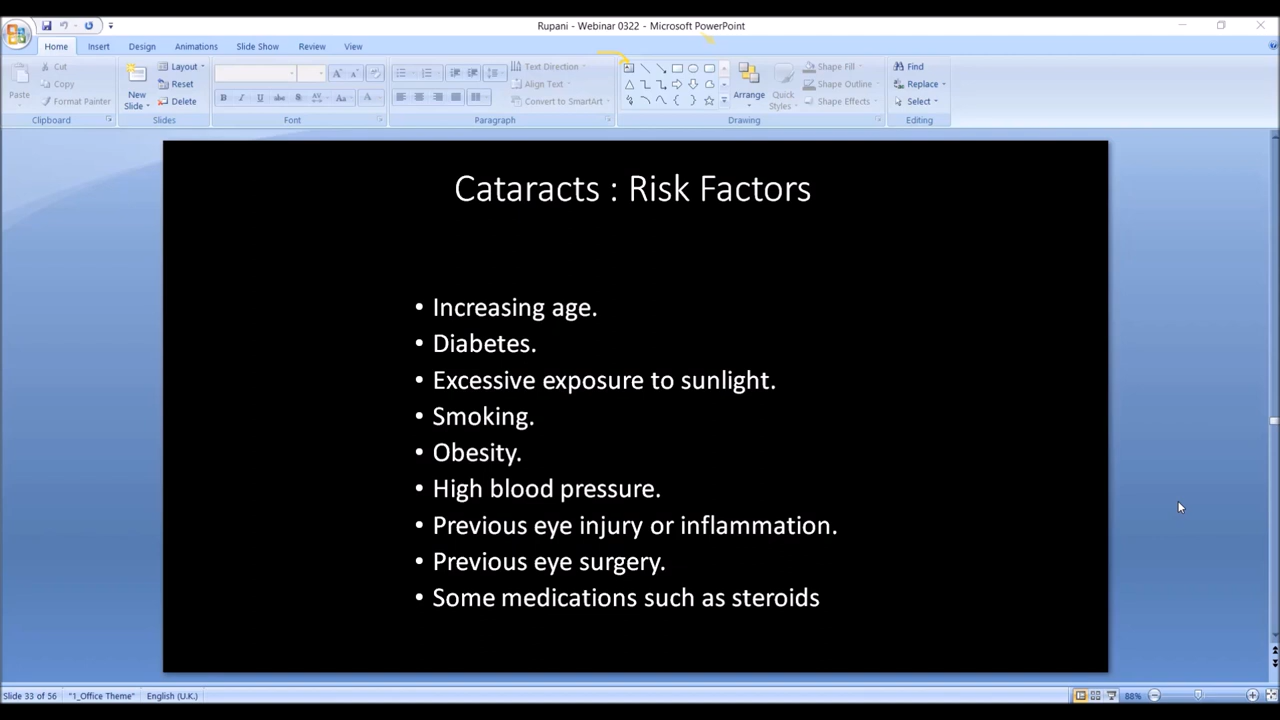 Rupani - Webinar 0322 - Microsoft PowerPoint
Home Insert Design Animations Slide Show Review View
Paste
Cut
Copy
Format Painter
Clipboard
New
Slide
Layout
Reset
Delete
Slides
Font
Text Direction
Align Text
Convert to SmartArt
Paragraph
Arrange
Quick
Styles
Shape Fill
Shape Outline
Shape Effects
Drawing
Find
Replace
Select
Editing
Cataracts : Risk Factors
• Increasing age.
• Diabetes.
• Excessive exposure to sunlight.
• Smoking.
• Obesity.
• High blood pressure.
• Previous eye injury or inflammation.
• Previous eye surgery.
• Some medications such as steroids
Slide 33 of 56 "1_Office Theme" English (U.K.) 88%